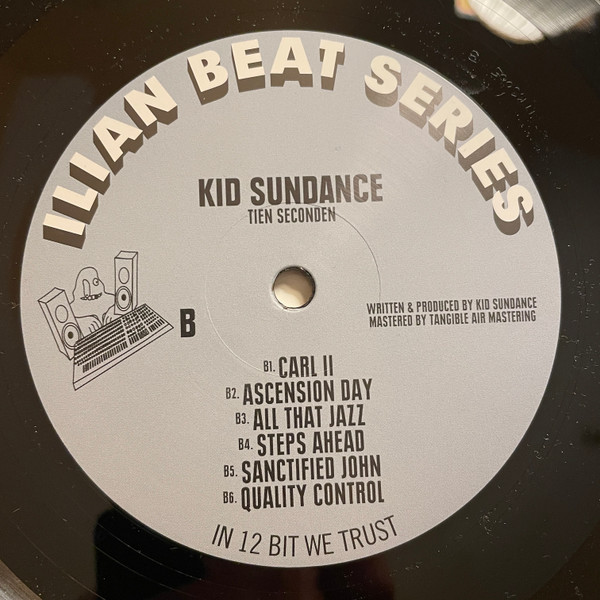 ILIAN BEAT SERIES
KID SUNDANCE
TIEN SECONDEN
B
WRITTEN & PRODUCED BY KID SUNDANCE
MASTERED BY TANGIBLE AIR MASTERING
B1. CARL II
B2. ASCENSION DAY
B3. ALL THAT JAZZ
B4. STEPS AHEAD
B5. SANCTIFIED JOHN
B6. QUALITY CONTROL
IN 12 BIT WE TRUST